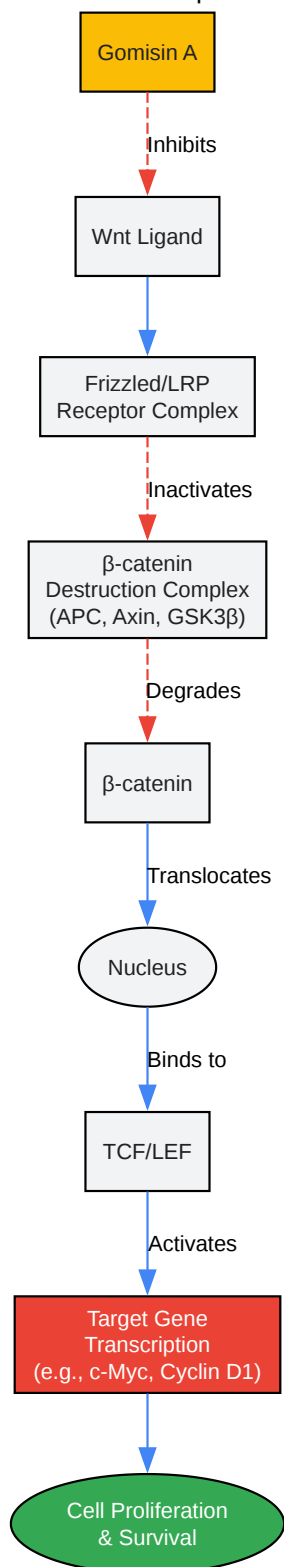 Gomisin A
Inhibits
Wnt Ligand
Frizzled/LRP
Receptor Complex
Inactivates
β-catenin
Destruction Complex
(APC, Axin, GSK3β)
Degrades
β-catenin
Translocates
Nucleus
Binds to
TCF/LEF
Activates
Target Gene
Transcription
(e.g., c-Myc, Cyclin D1)
Cell Proliferation
& Survival